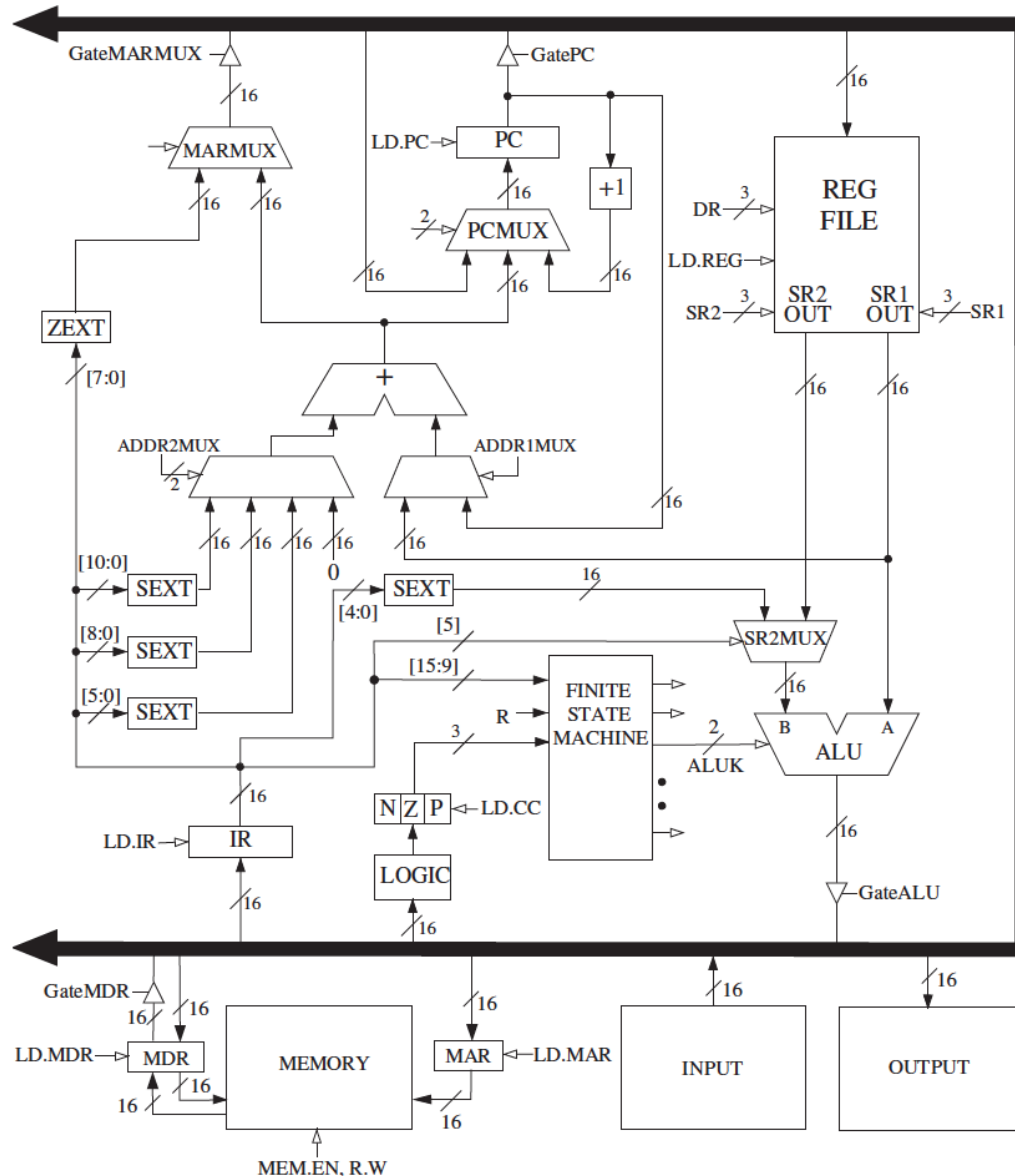 GateMARMUX
GatePC
16
16
MARMUX
LD.PC
PC
+1
16
16
16
2
PCMUX
REG
FILE
DR
3
LD.REG
16
16
16
SR2
3
SR2
OUT
SR1
OUT
3
SR1
ZEXT
[7:0]
+
16
16
ADDR2MUX
2
ADDR1MUX
16
16
16
16
16
16
0
[10:0]
SEXT
[4:0]
SEXT
16
[8:0]
SEXT
[5]
SR2MUX
[15:9]
16
[5:0]
SEXT
FINITE
STATE
MACHINE
R
3
2
ALUK
B
A
ALU
16
N Z P
LD.CC
LD.IR
IR
LOGIC
16
16
16
GateALU
GateMDR
16
16
16
16
16
LD.MDR
MDR
16
16
MEMORY
MAR
LD.MAR
16
INPUT
OUTPUT
MEM.EN, R.W